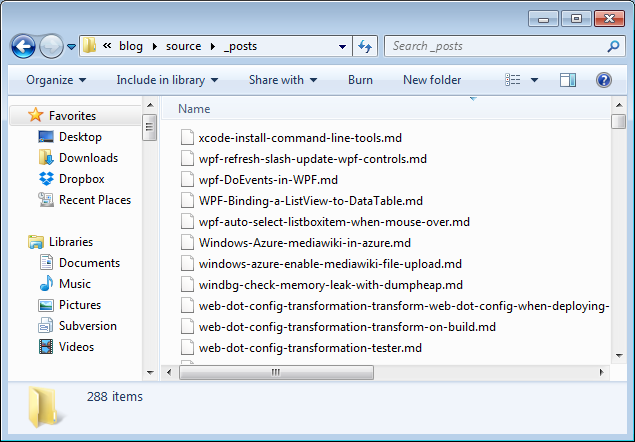 blog source _posts
Search _posts
Organize Include in library Share with Burn New folder
Favorites
Desktop
Downloads
Dropbox
Recent Places
Libraries
Documents
Music
Pictures
Subversion
Videos
Name
xcode-install-command-line-tools.md
wpf-refresh-slash-update-wpf-controls.md
wpf-DoEvents-in-WPF.md
WPF-Binding-a-ListView-to-DataTable.md
wpf-auto-select-listboxitem-when-mouse-over.md
Windows-Azure-mediawiki-in-azure.md
windows-azure-enable-mediawiki-file-upload.md
windbg-check-memory-leak-with-dumpheap.md
web-dot-config-transformation-transform-web-dot-config-when-deploying-
web-dot-config-transformation-transform-on-build.md
web-dot-config-transformation-tester.md
288 items